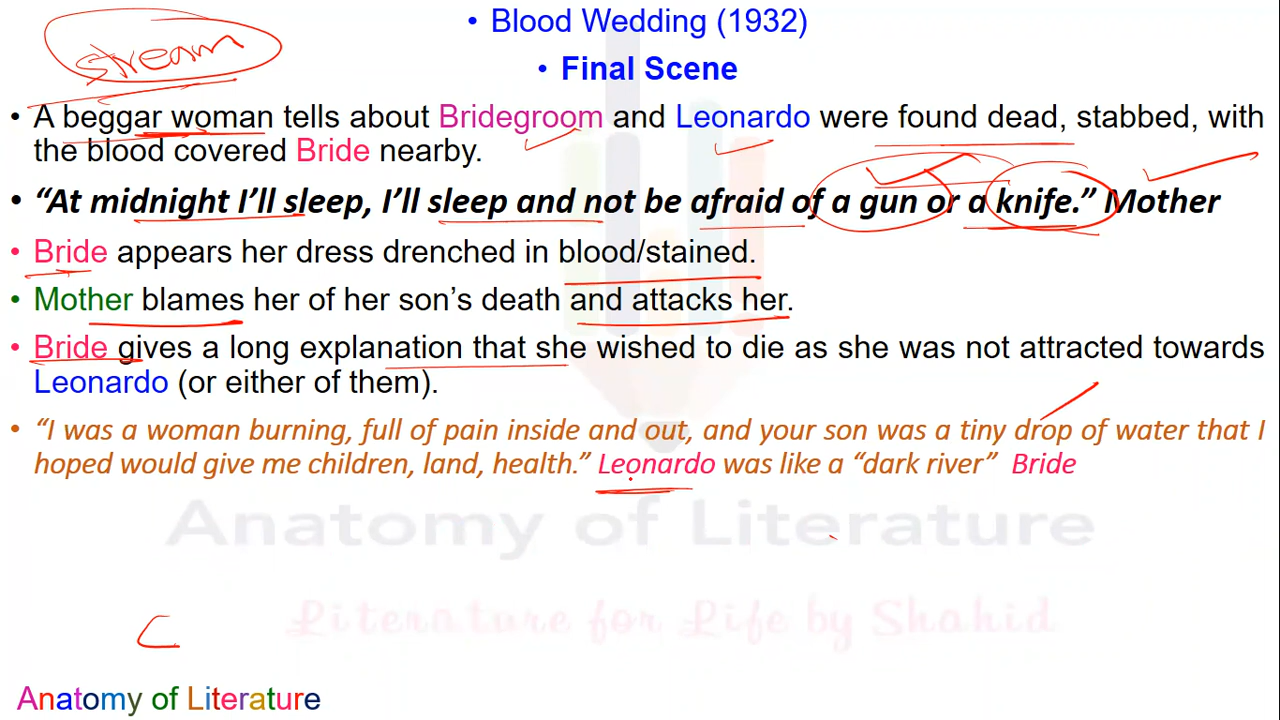 • Blood Wedding (1932)
stream
• Final Scene
• A beggar woman tells about Bridegroom and Leonardo were found dead, stabbed, with
the blood covered Bride nearby.
• “At midnight I’ll sleep, I’ll sleep and not be afraid of a gun or a knife.” Mother
• Bride appears her dress drenched in blood/stained.
• Mother blames her of her son’s death and attacks her.
• Bride gives a long explanation that she wished to die as she was not attracted towards
Leonardo (or either of them).
• “I was a woman burning, full of pain inside and out, and your son was a tiny drop of water that I
hoped would give me children, land, health.” Leonardo was like a “dark river” Bride
Anatomy of Literature
Literature for Life by Shahid
Anatomy of Literature